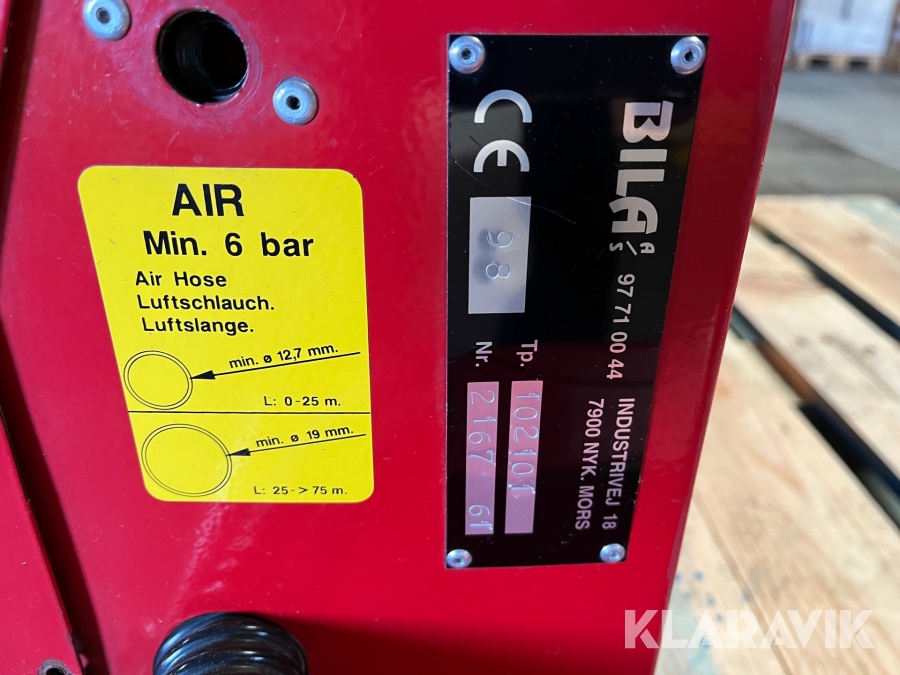 AIR
Min. 6 bar
Air Hose
Luftschlauch.
Luftslange.
min. ø 12,7 mm.
L: 0-25 m.
min. ø 19 mm.
L: 25-> 75 m.
BILA A/S
97 71 00 44
INDUSTRIVEJ 18
7900 NYK. MORS
CE
98
Tp. 102101
Nr. 2167 61
KLARAVIK